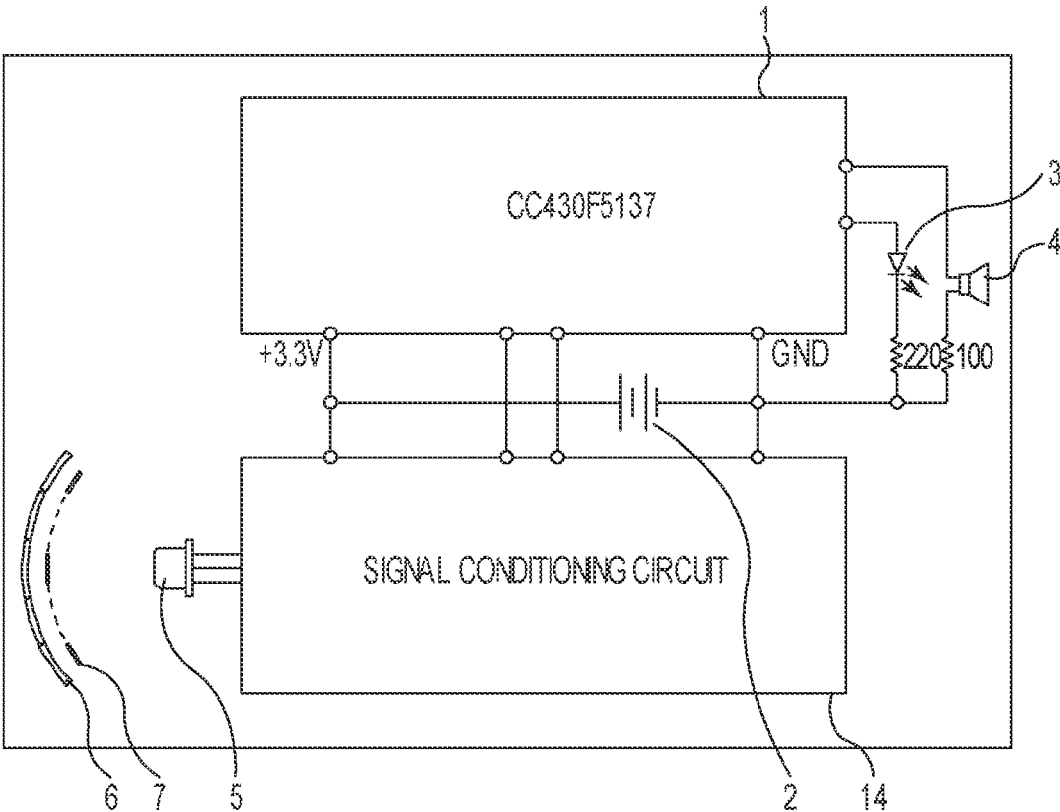 1
CC430F5137
3
4
+3.3V
GND
220
100
SIGNAL CONDITIONING CIRCUIT
6
7
5
2
14